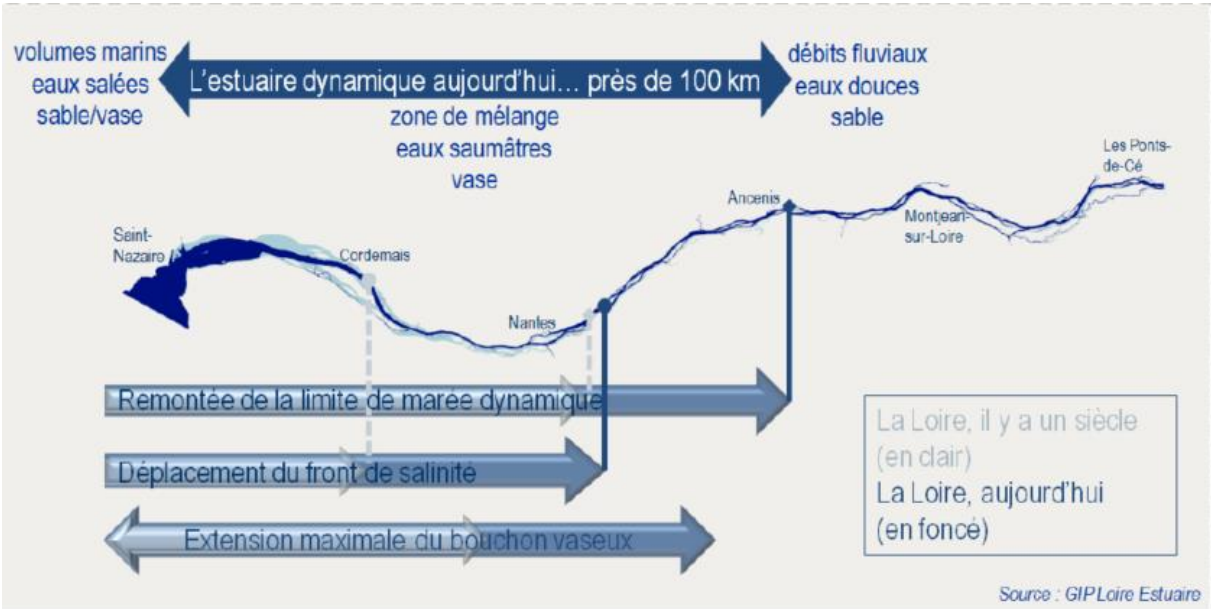 volumes marins
eaux salées
sable/vase
L'estuaire dynamique aujourd'hui... près de 100 km
zone de mélange
eaux saumâtres
vase
débits fluviaux
eaux douces
sable
Les Ponts-
de-Cé
Ancenis
Montjean-
sur-Loire
Saint-
Nazaire
Cordemais
Nantes
Remontée de la limite de marée dynamique
Déplacement du front de salinité
Extension maximale du bouchon vaseux
La Loire, il y a un siècle
(en clair)
La Loire, aujourd'hui
(en foncé)
Source : GIP Loire Estuaire